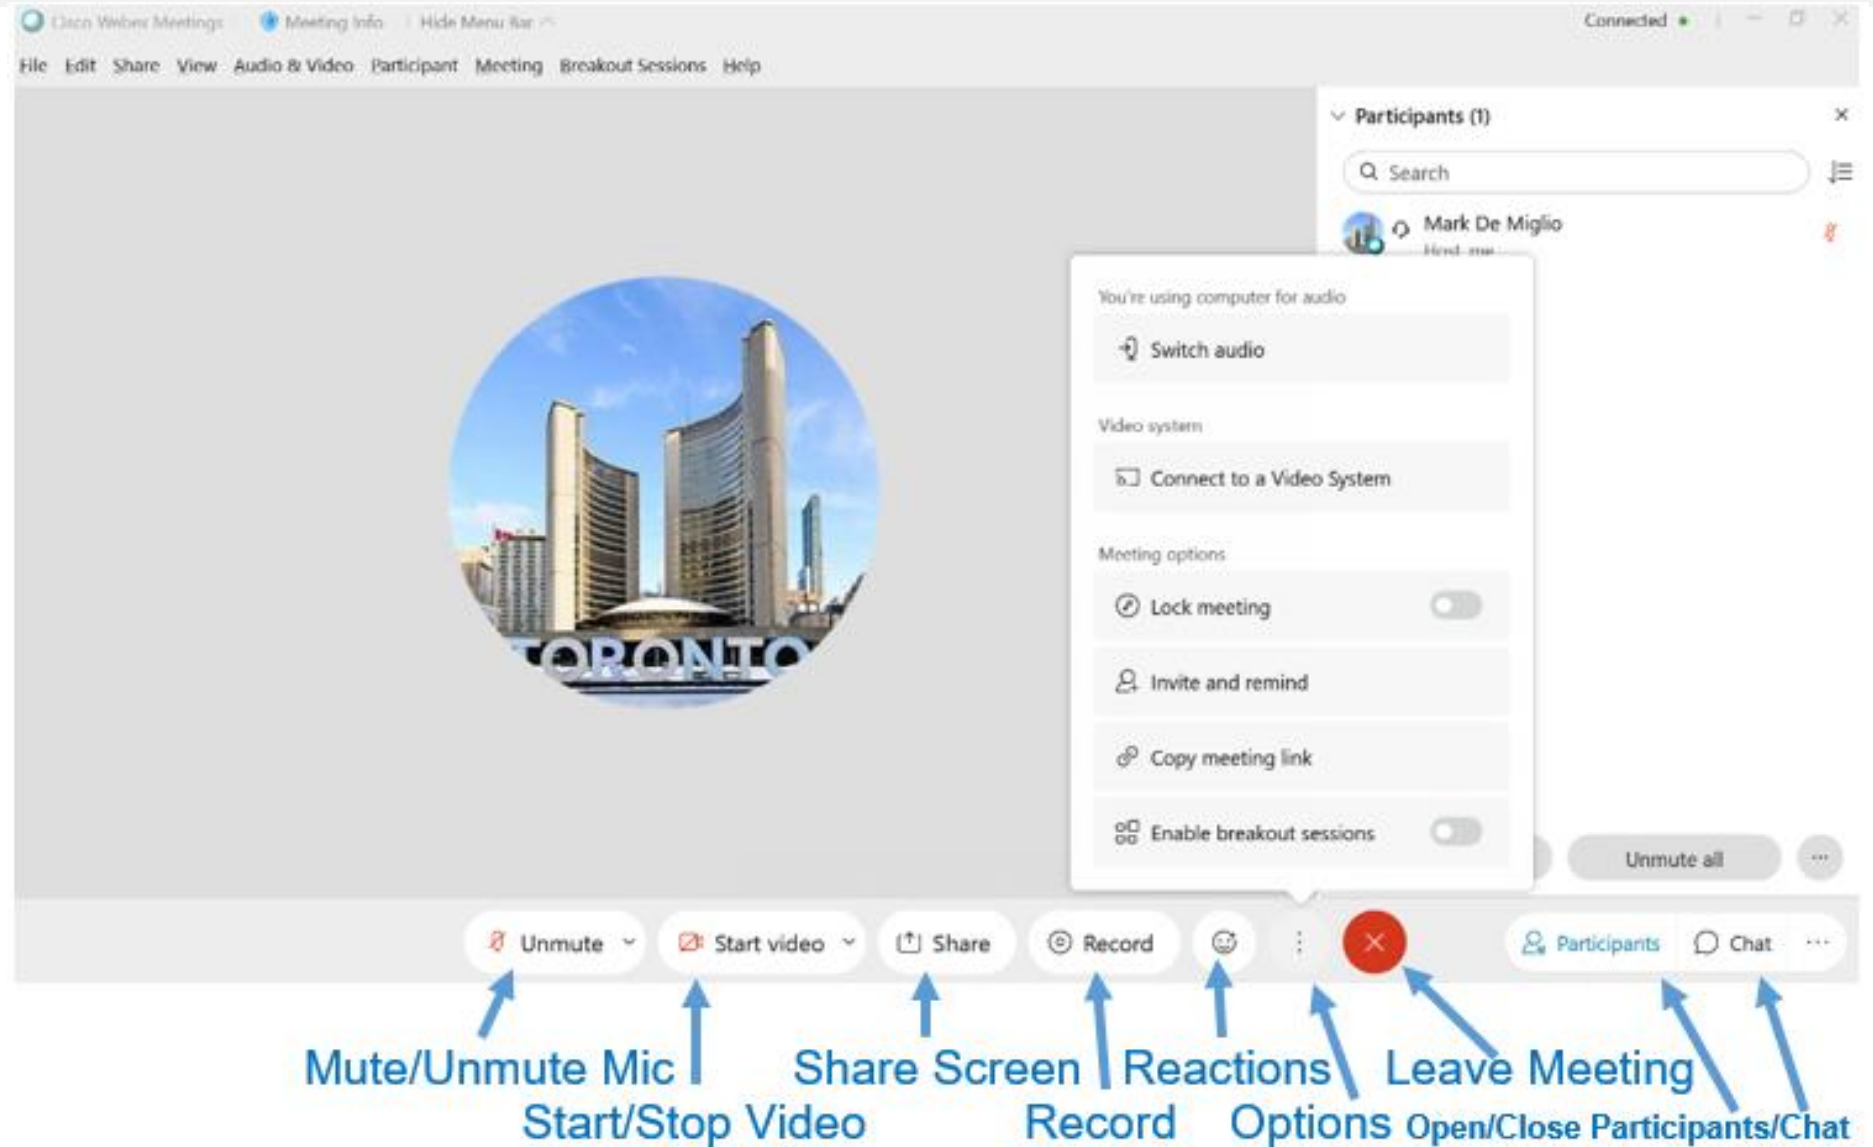 Cisco Webex Meetings Meeting Info Hide Menu Bar Connected
File Edit Share View Audio & Video Participant Meeting Breakout Sessions Help
Participants (1)
Search
Mark De Miglio
Host, me
You're using computer for audio
Switch audio
Video system
Connect to a Video System
Meeting options
Lock meeting
Invite and remind
Copy meeting link
Enable breakout sessions
TORONTO
Unmute all
Unmute Start video Share Record Participants Chat
Mute/Unmute Mic Share Screen Reactions Leave Meeting
Start/Stop Video Record Options Open/Close Participants/Chat